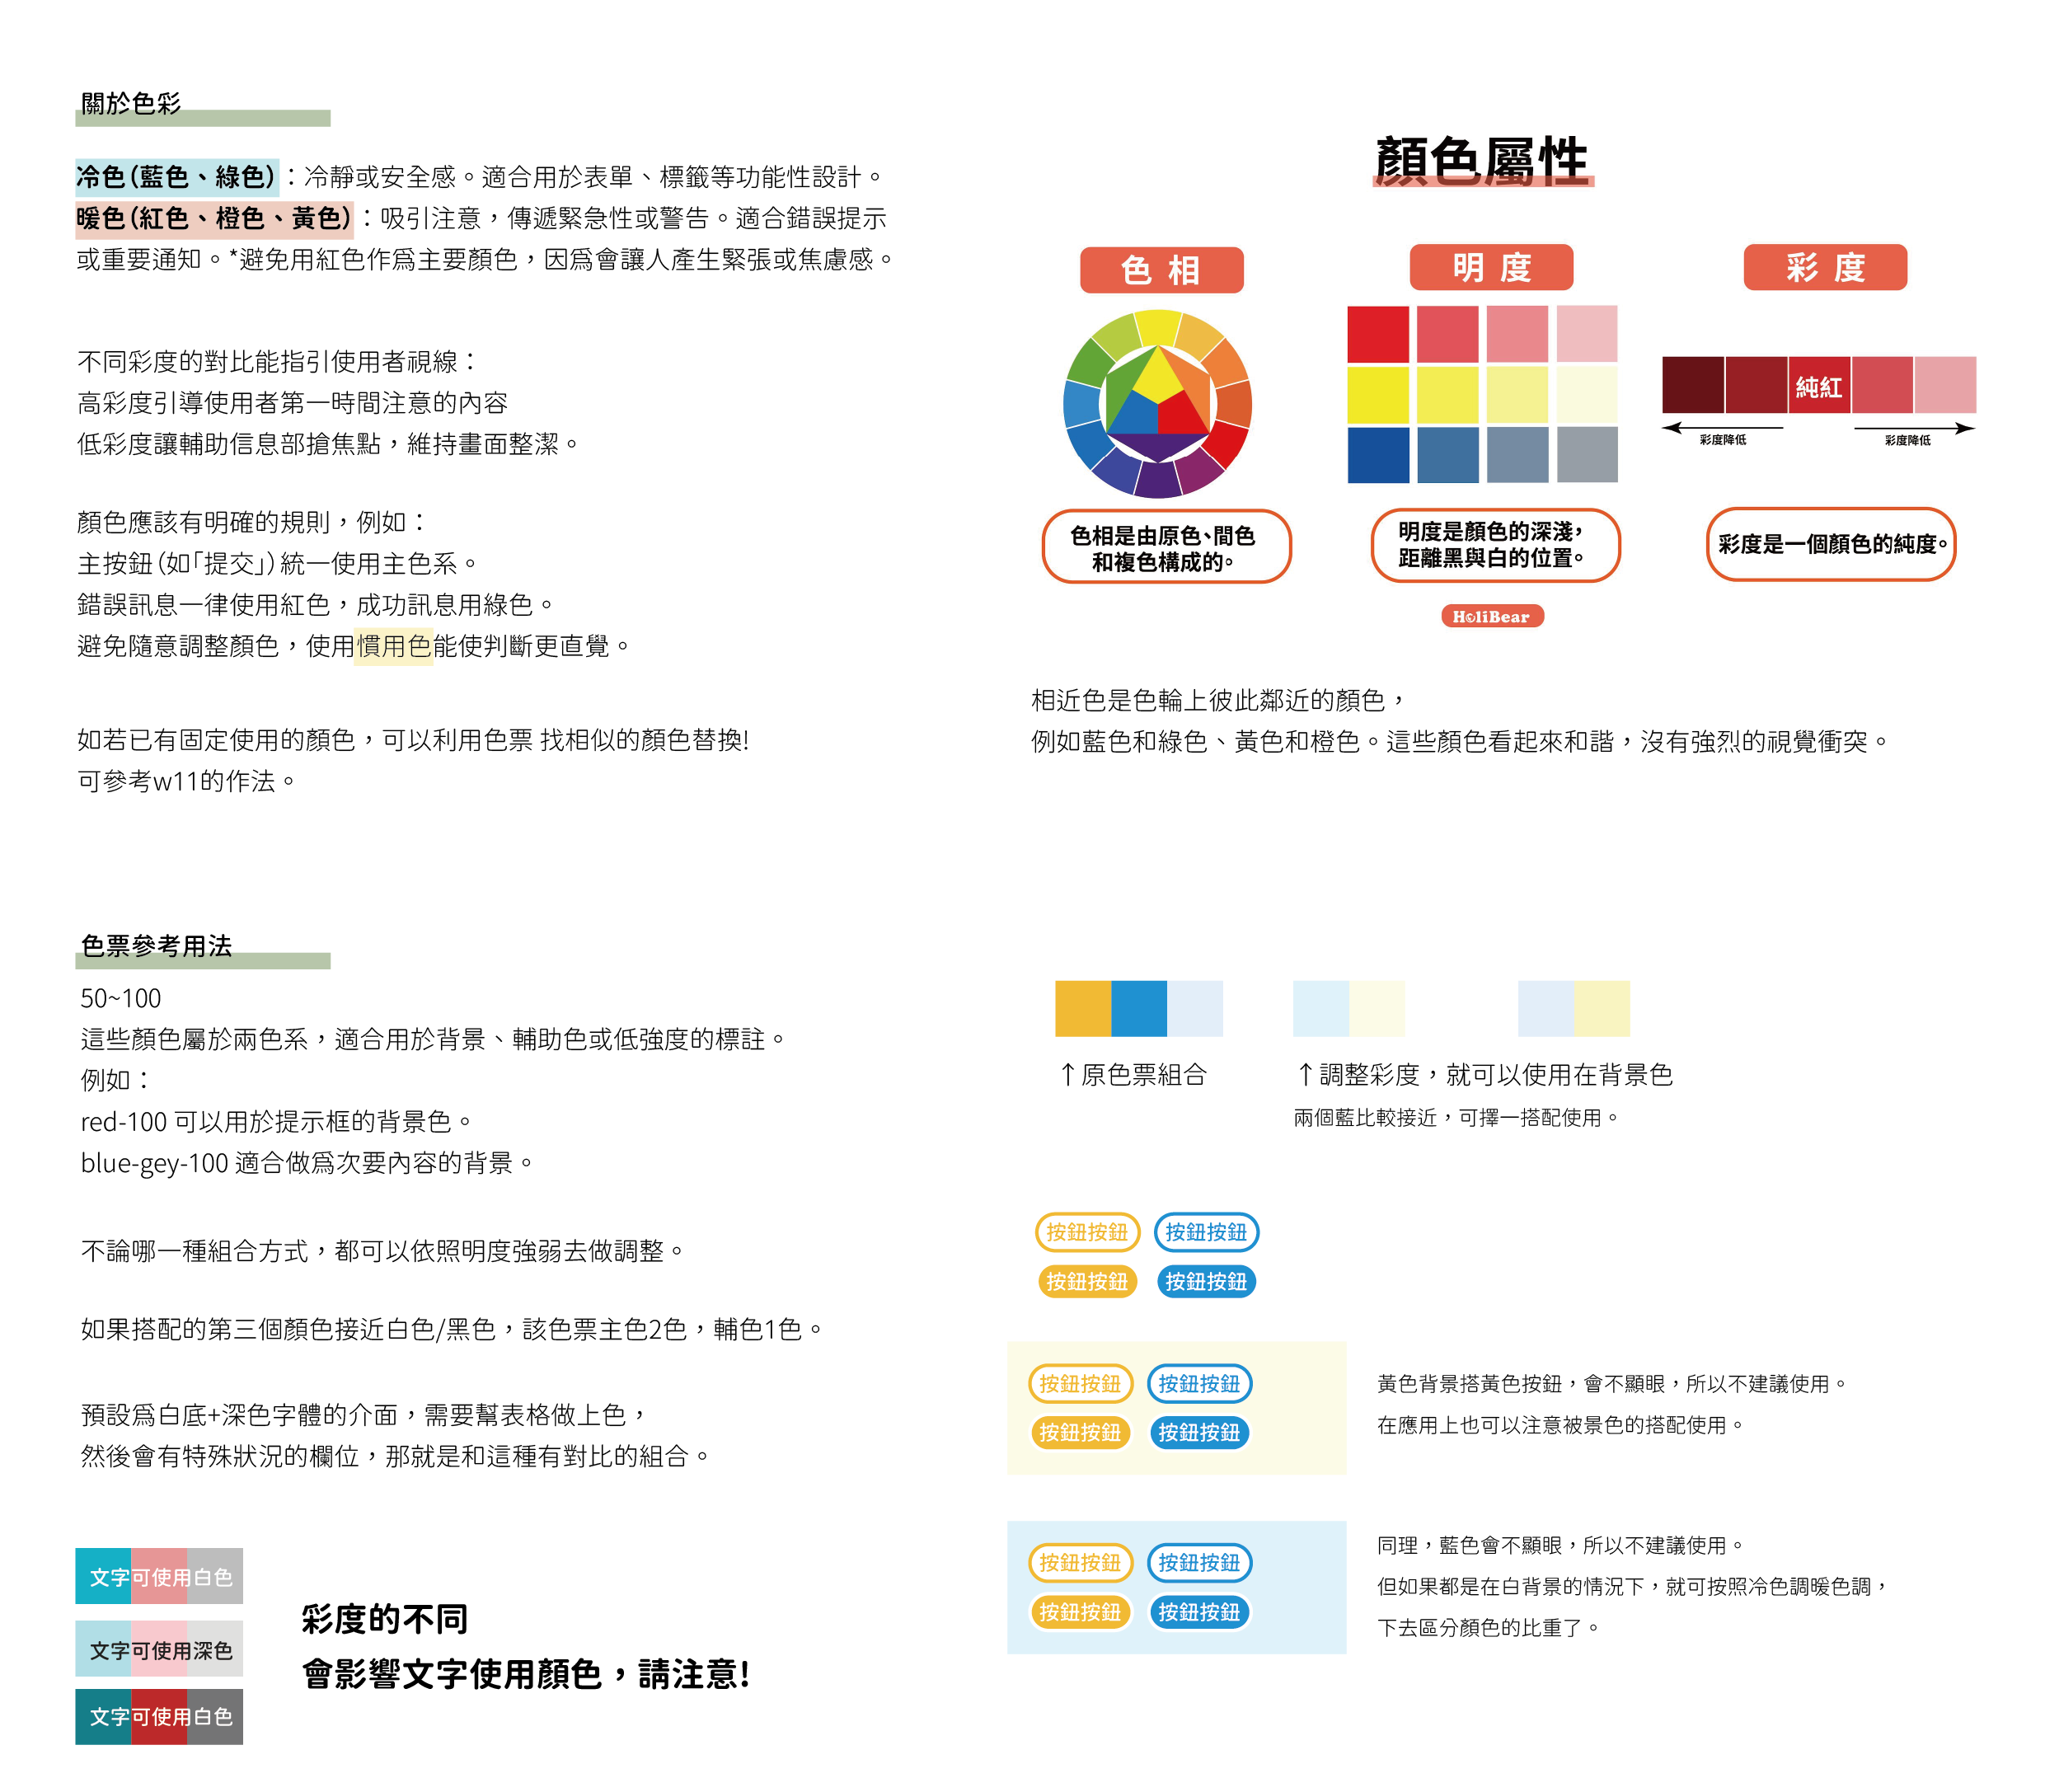 關於色彩
冷色(藍色、綠色)：冷靜或安全感。適合用於表單、標籤等功能性設計。
暖色(紅色、橙色、黃色)：吸引注意，傳遞緊急性或警告。適合錯誤提示
或重要通知。*避免用紅色作為主要顏色，因為會讓人產生緊張或焦慮感。
不同彩度的對比能指引使用者視線：
高彩度引導使用者第一時間注意的內容
低彩度讓輔助信息部搶焦點，維持畫面整潔。
顏色應該有明確的規則，例如：
主按鈕(如「提交」)統一使用主色系。
錯誤訊息一律使用紅色，成功訊息用綠色。
避免隨意調整顏色，使用慣用色能使判斷更直覺。
如若已有固定使用的顏色，可以利用色票 找相似的顏色替換!
可參考w11的作法。
顏色屬性
色相
明度
彩度
純紅
彩度降低
彩度降低
色相是由原色、間色
和複色構成的。
明度是顏色的深淺，
距離黑與白的位置。
彩度是一個顏色的純度。
HoliBear
相近色是色輪上彼此鄰近的顏色，
例如藍色和綠色、黃色和橙色。這些顏色看起來和諧，沒有強烈的視覺衝突。
色票參考用法
50~100
這些顏色屬於兩色系，適合用於背景、輔助色或低強度的標註。
例如：
red-100 可以用於提示框的背景色。
blue-gey-100 適合做為次要內容的背景。
不論哪一種組合方式，都可以依照明度強弱去做調整。
如果搭配的第三個顏色接近白色/黑色，該色票主色2色，輔色1色。
預設為白底+深色字體的介面，需要幫表格做上色，
然後會有特殊狀況的欄位，那就是和這種有對比的組合。
文字可使用白色
文字可使用深色
文字可使用白色
彩度的不同
會影響文字使用顏色，請注意!
↑原色票組合
↑調整彩度，就可以使用在背景色
兩個藍比較接近，可擇一搭配使用。
按鈕按鈕 按鈕按鈕
按鈕按鈕 按鈕按鈕
按鈕按鈕 按鈕按鈕
按鈕按鈕 按鈕按鈕
黃色背景搭黃色按鈕，會不顯眼，所以不建議使用。
在應用上也可以注意被景色的搭配使用。
按鈕按鈕 按鈕按鈕
按鈕按鈕 按鈕按鈕
同理，藍色會不顯眼，所以不建議使用。
但如果都是在白背景的情況下，就可按照冷色調暖色調，
下去區分顏色的比重了。